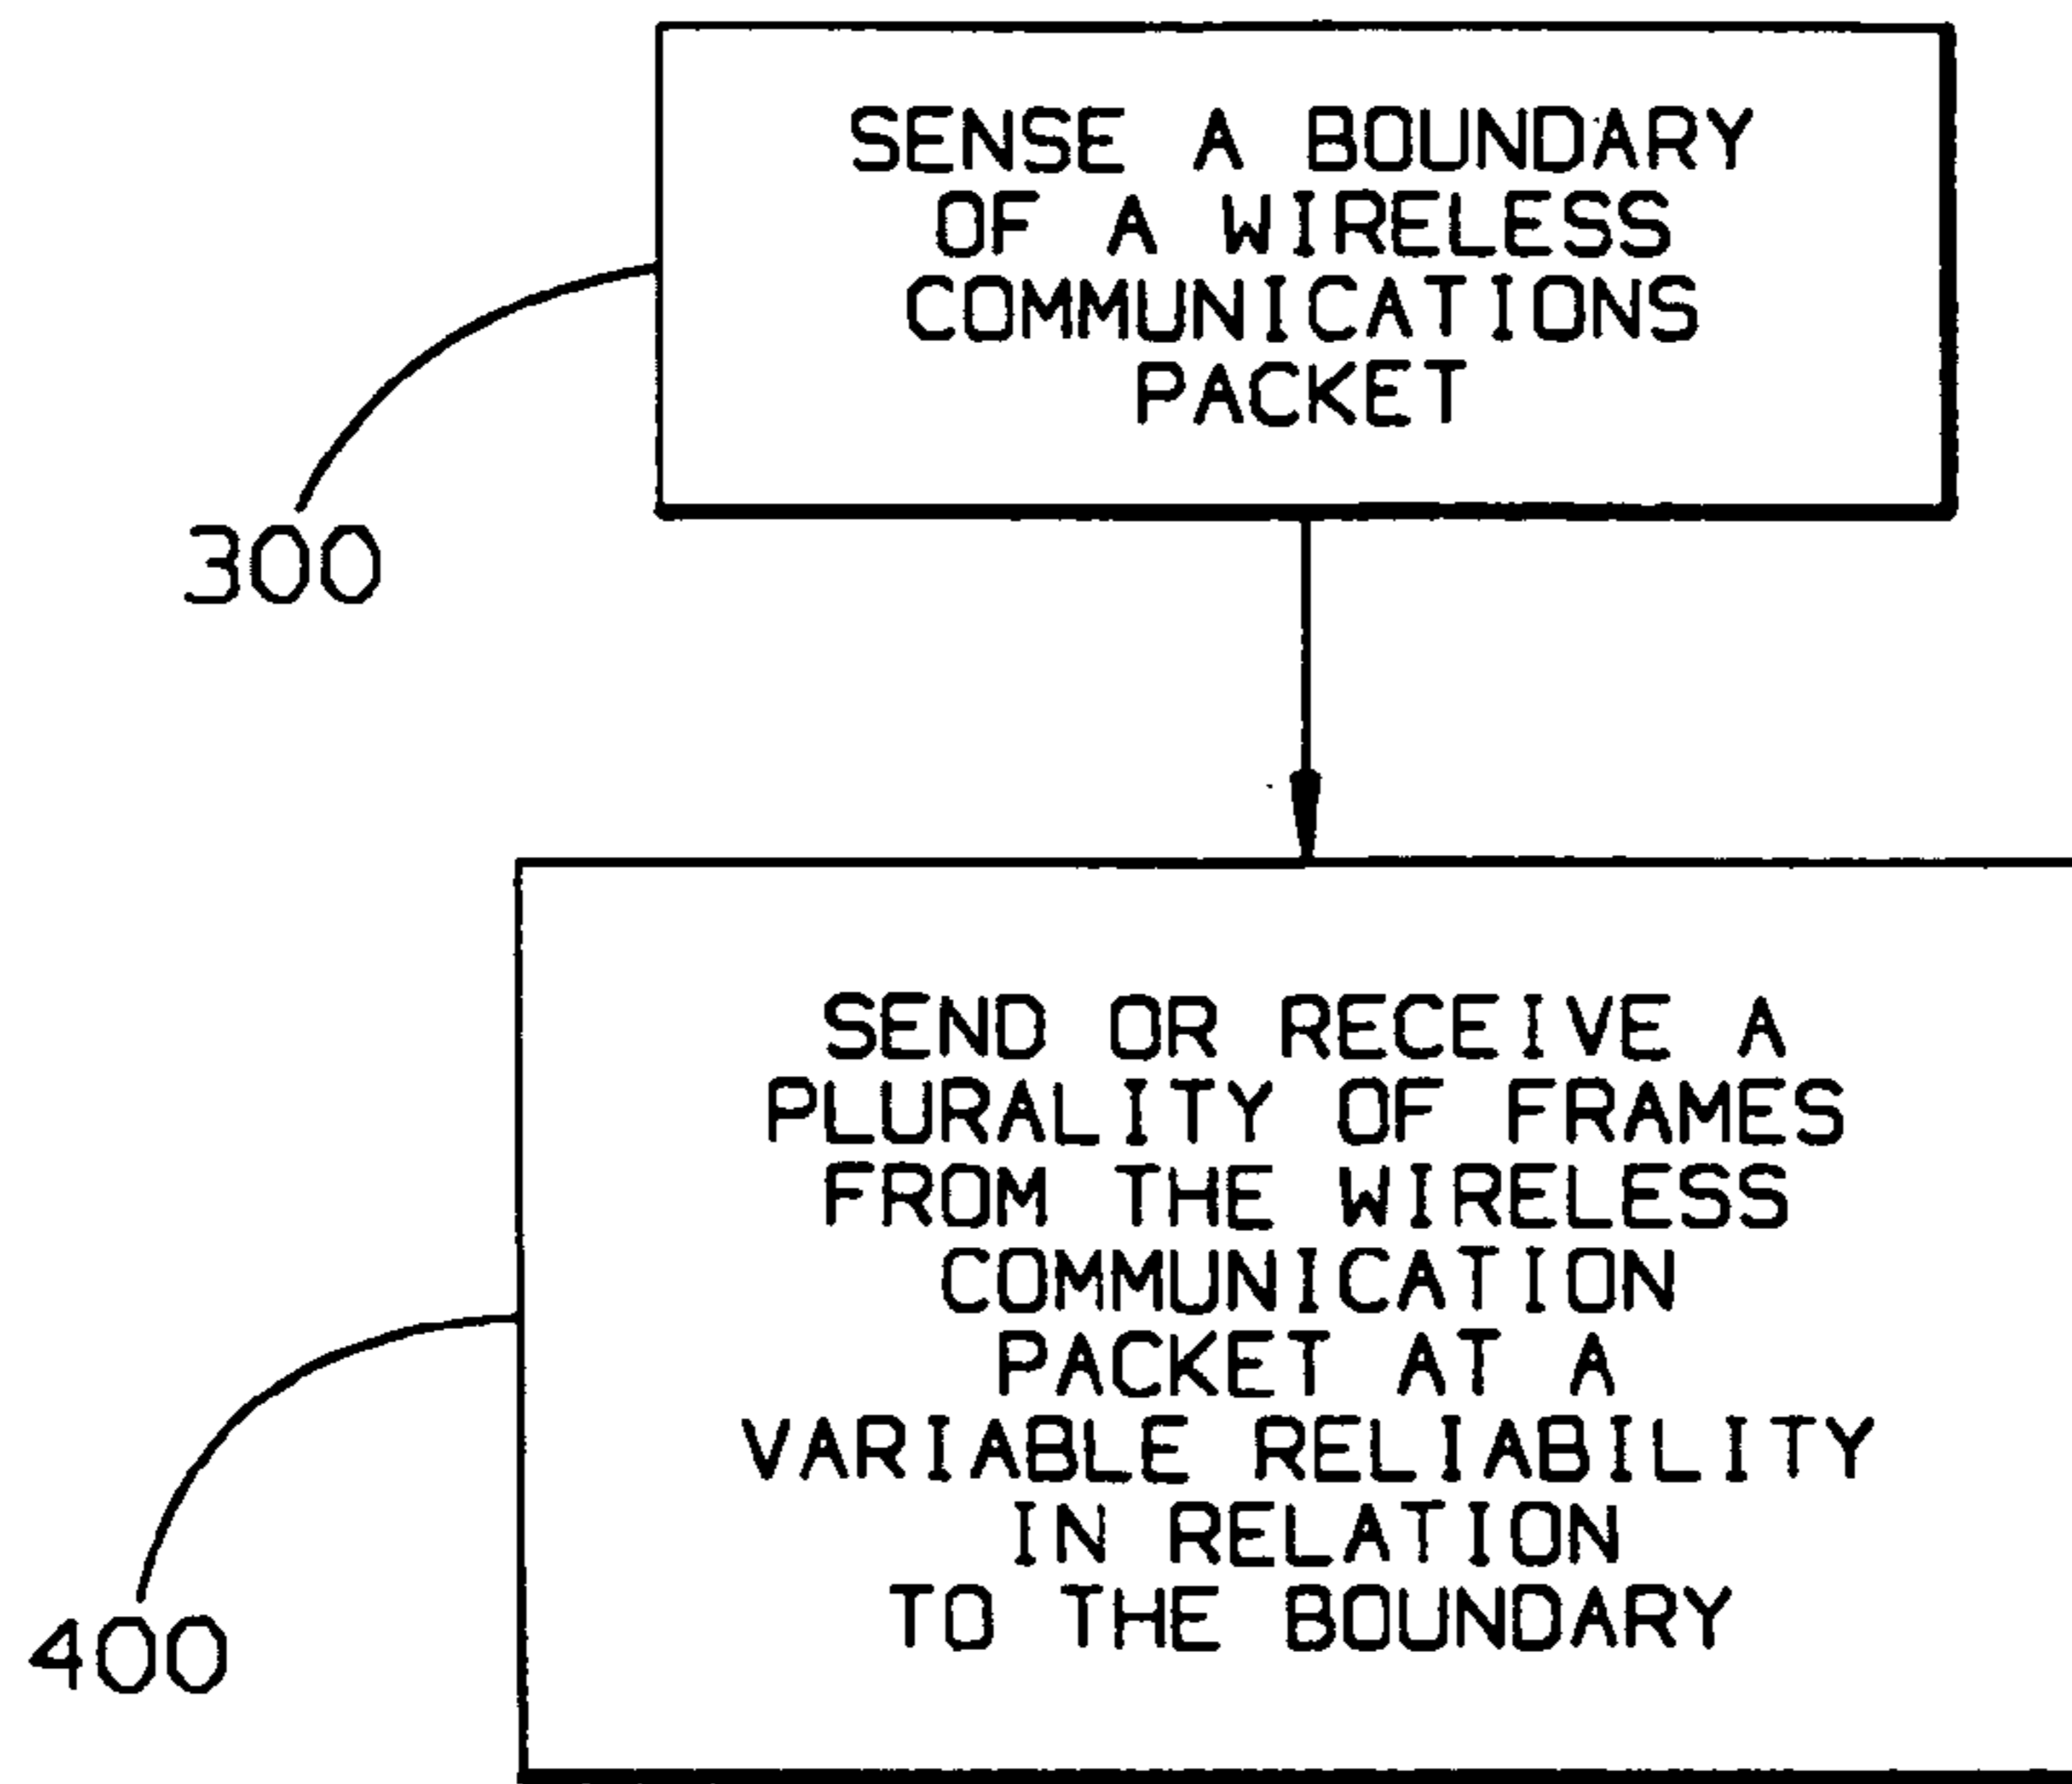 SENSE A BOUNDARY
OF A WIRELESS
COMMUNICATIONS
PACKET
300
SEND OR RECEIVE A
PLURALITY OF FRAMES
FROM THE WIRELESS
COMMUNICATION
PACKET AT A
VARIABLE RELIABILITY
IN RELATION
TO THE BOUNDARY
400